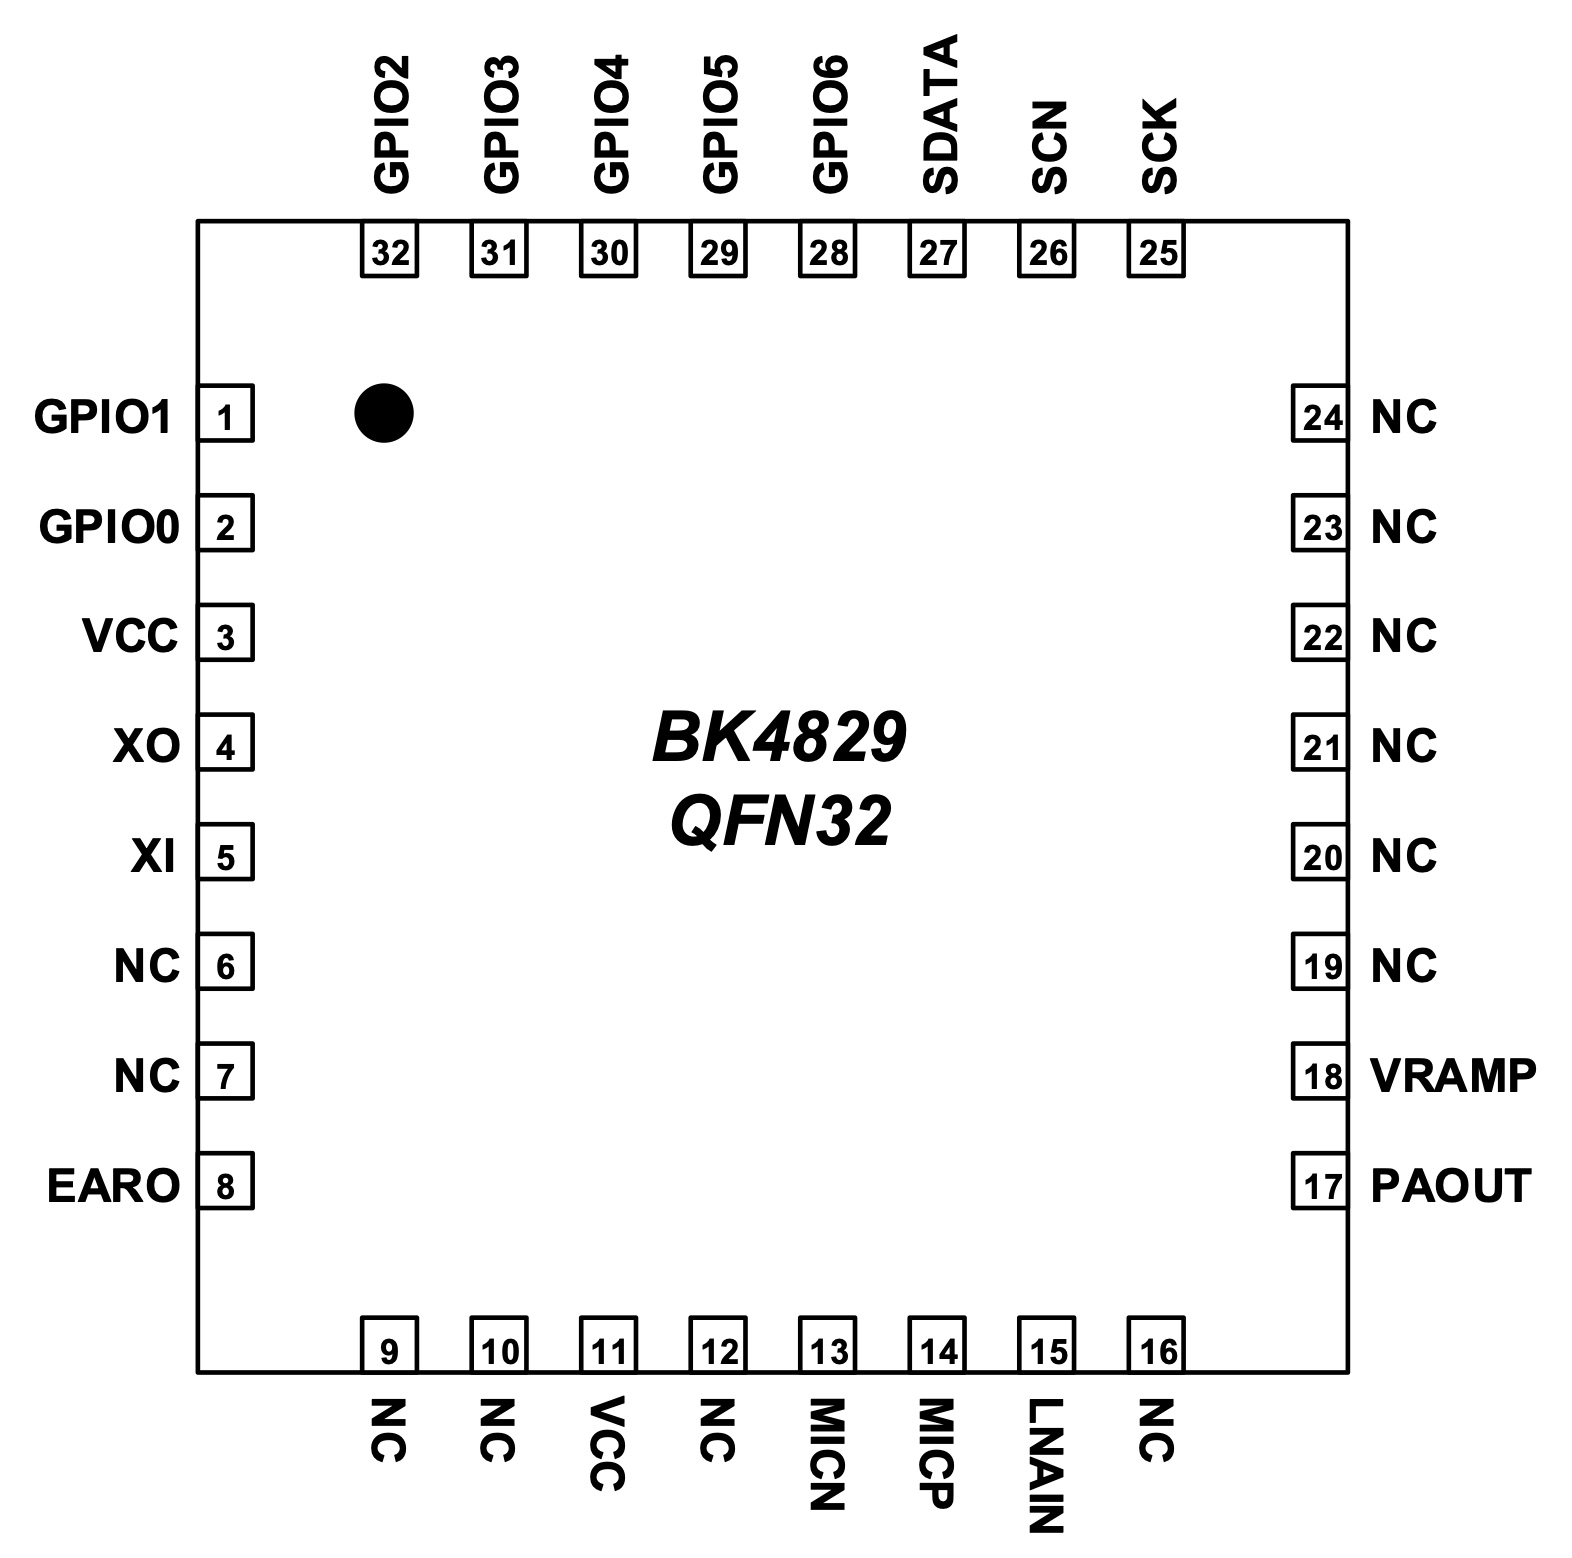 GPIO2
GPIO3
GPIO4
GPIO5
GPIO6
SDATA
SCN
SCK
32 31 30 29 28 27 26 25
GPIO1 1
24 NC
GPIO0 2
23 NC
VCC 3
22 NC
XO 4
21 NC
XI 5
20 NC
NC 6
19 NC
NC 7
18 VRAMP
EARO 8
17 PAOUT
BK4829
QFN32
9 10 11 12 13 14 15 16
NC
NC
VCC
NC
MICN
MICP
LNAIN
NC